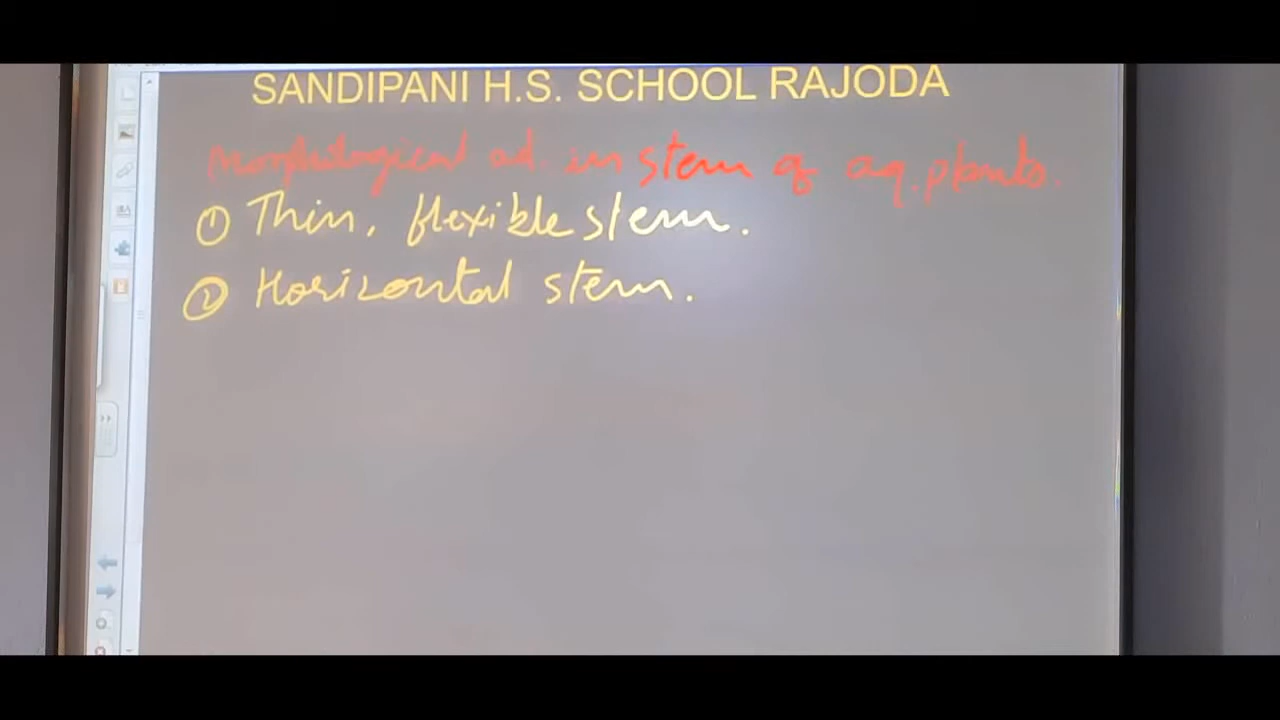 SANDIPANI H.S. SCHOOL RAJODA
Morphological ad. in stem of aq. plants.
① Thin, flexible stem.
② Horizontal stem.